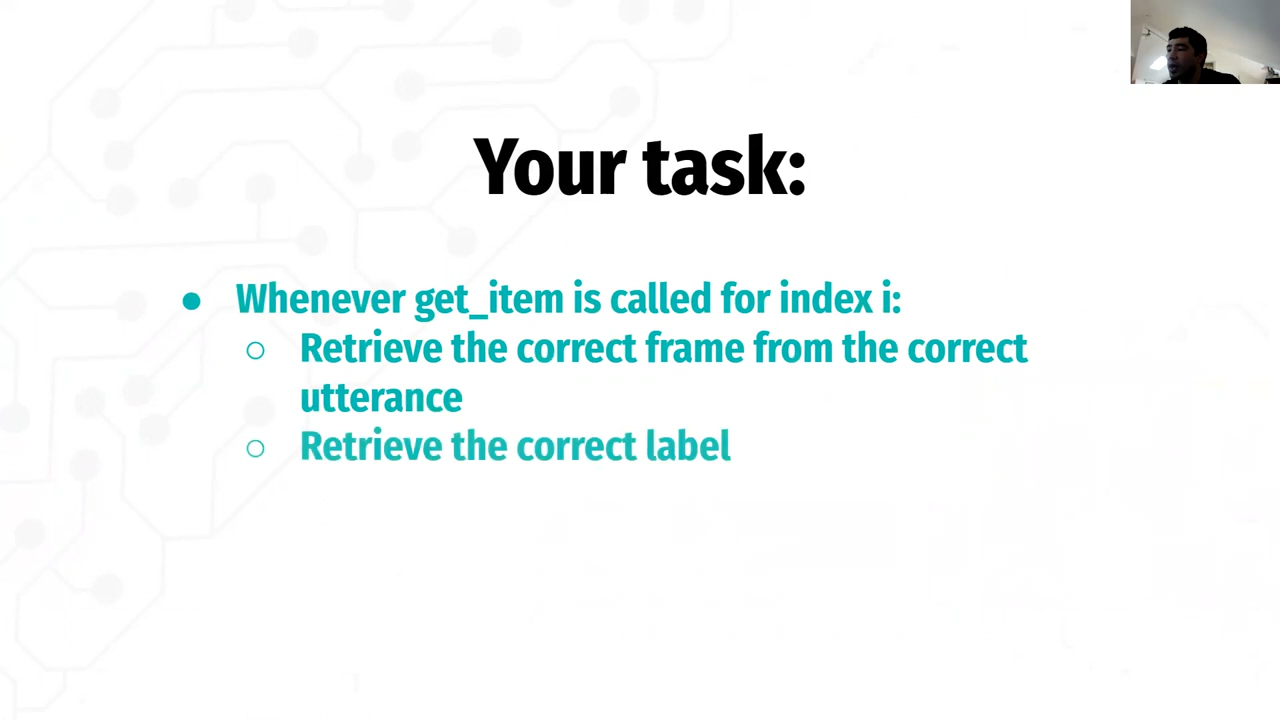 Your task:
● Whenever get_item is called for index i:
○ Retrieve the correct frame from the correct
utterance
○ Retrieve the correct label